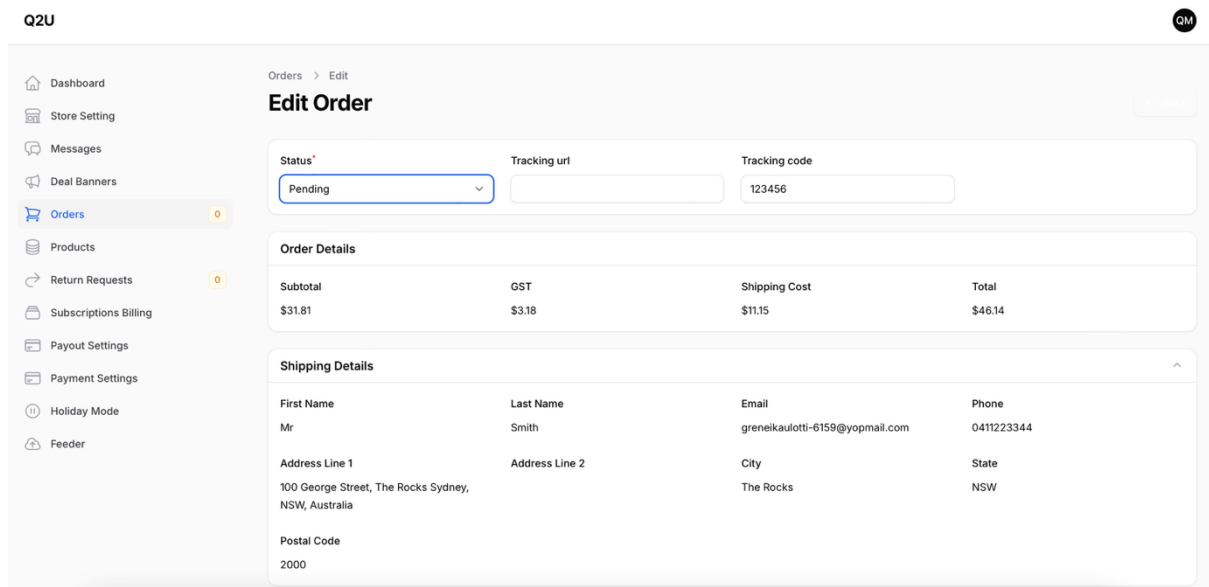 Q2U
QM
Dashboard
Store Setting
Messages
Deal Banners
Orders 0
Products
Return Requests 0
Subscriptions Billing
Payout Settings
Payment Settings
Holiday Mode
Feeder
Orders > Edit
Edit Order
Status* Tracking url Tracking code
Pending 123456
Order Details
Subtotal GST Shipping Cost Total
$31.81 $3.18 $11.15 $46.14
Shipping Details
First Name Last Name Email Phone
Mr Smith greneikaulotti-6159@yopmail.com 0411223344
Address Line 1 Address Line 2 City State
100 George Street, The Rocks Sydney, The Rocks NSW
NSW, Australia
Postal Code
2000